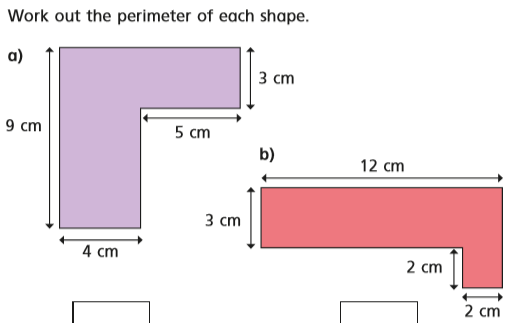 Work out the perimeter of each shape.
a)
3 cm
9 cm
5 cm
4 cm
b)
12 cm
3 cm
2 cm
2 cm